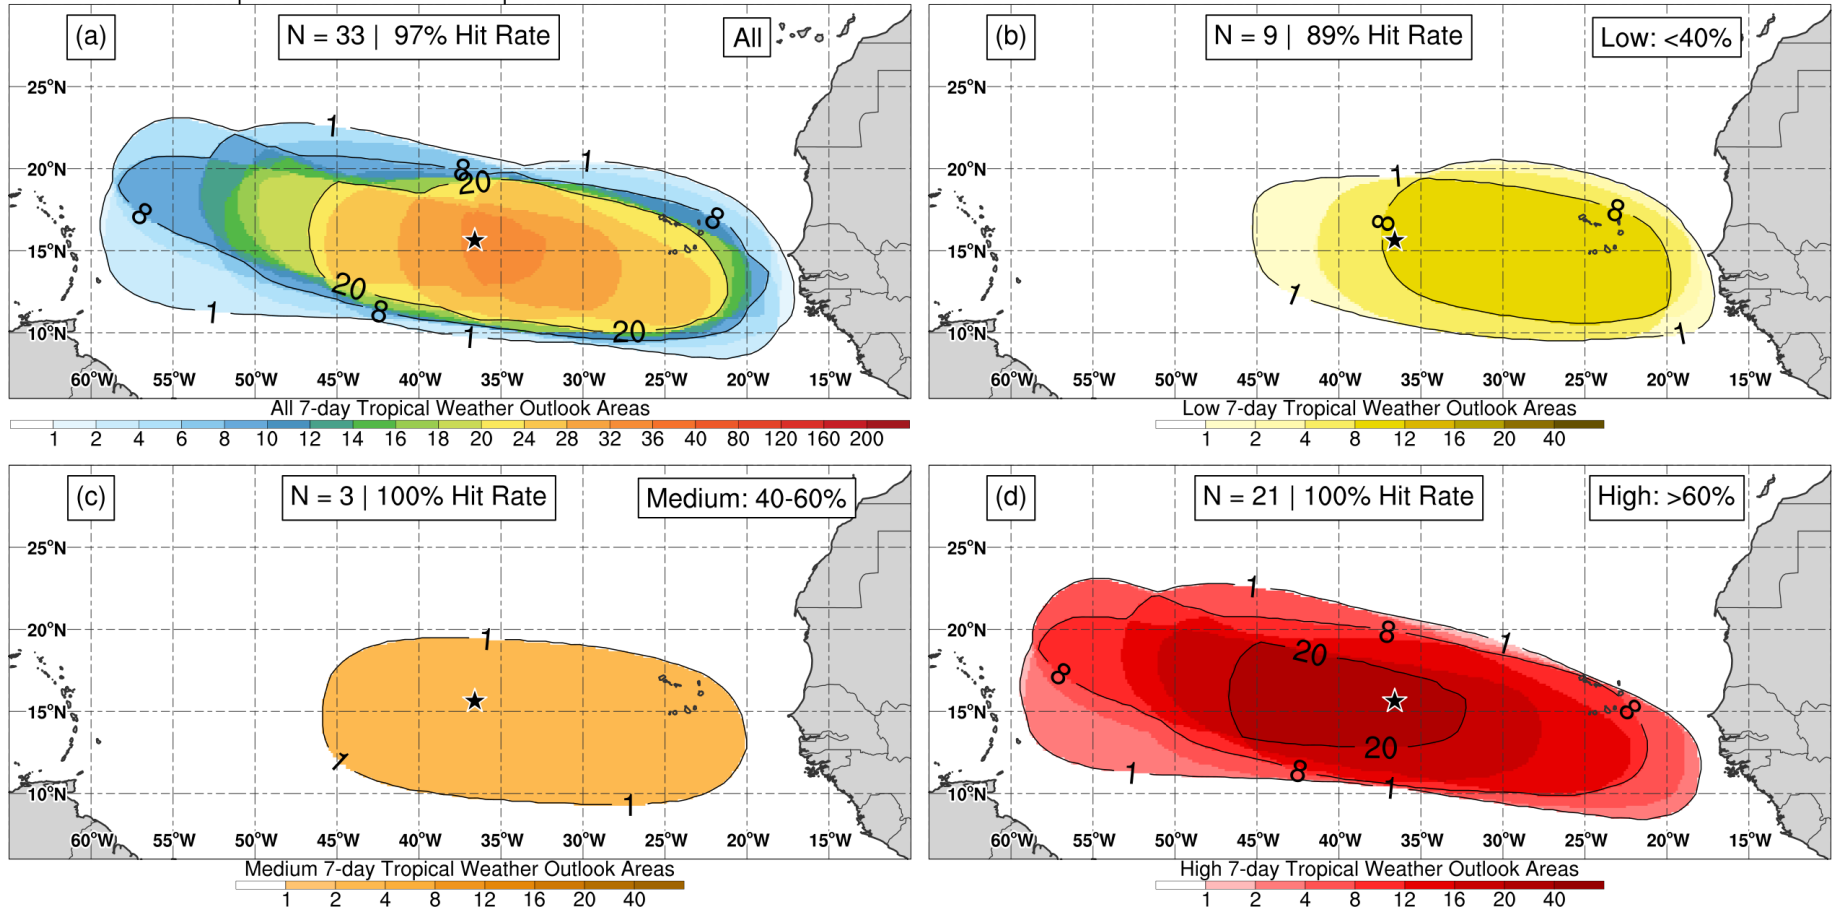 (a) N = 33 | 97% Hit Rate All
25°N
20°N
15°N
10°N
1 1 8 20 8 8 20 8 20 1 1
60°W 55°W 50°W 45°W 40°W 35°W 30°W 25°W 20°W 15°W
All 7-day Tropical Weather Outlook Areas
1 2 4 6 8 10 12 14 16 18 20 24 28 32 36 40 80 120 160 200
(b) N = 9 | 89% Hit Rate Low: <40%
25°N
20°N
15°N
10°N
1 8 8 1 1
60°W 55°W 50°W 45°W 40°W 35°W 30°W 25°W 20°W 15°W
Low 7-day Tropical Weather Outlook Areas
1 2 4 8 12 16 20 40
(c) N = 3 | 100% Hit Rate Medium: 40-60%
25°N
20°N
15°N
10°N
1 1 1
60°W 55°W 50°W 45°W 40°W 35°W 30°W 25°W 20°W 15°W
Medium 7-day Tropical Weather Outlook Areas
1 2 4 8 12 16 20 40
(d) N = 21 | 100% Hit Rate High: >60%
25°N
20°N
15°N
10°N
1 8 1 20 8 8 20 8 1 1
60°W 55°W 50°W 45°W 40°W 35°W 30°W 25°W 20°W 15°W
High 7-day Tropical Weather Outlook Areas
1 2 4 8 12 16 20 40